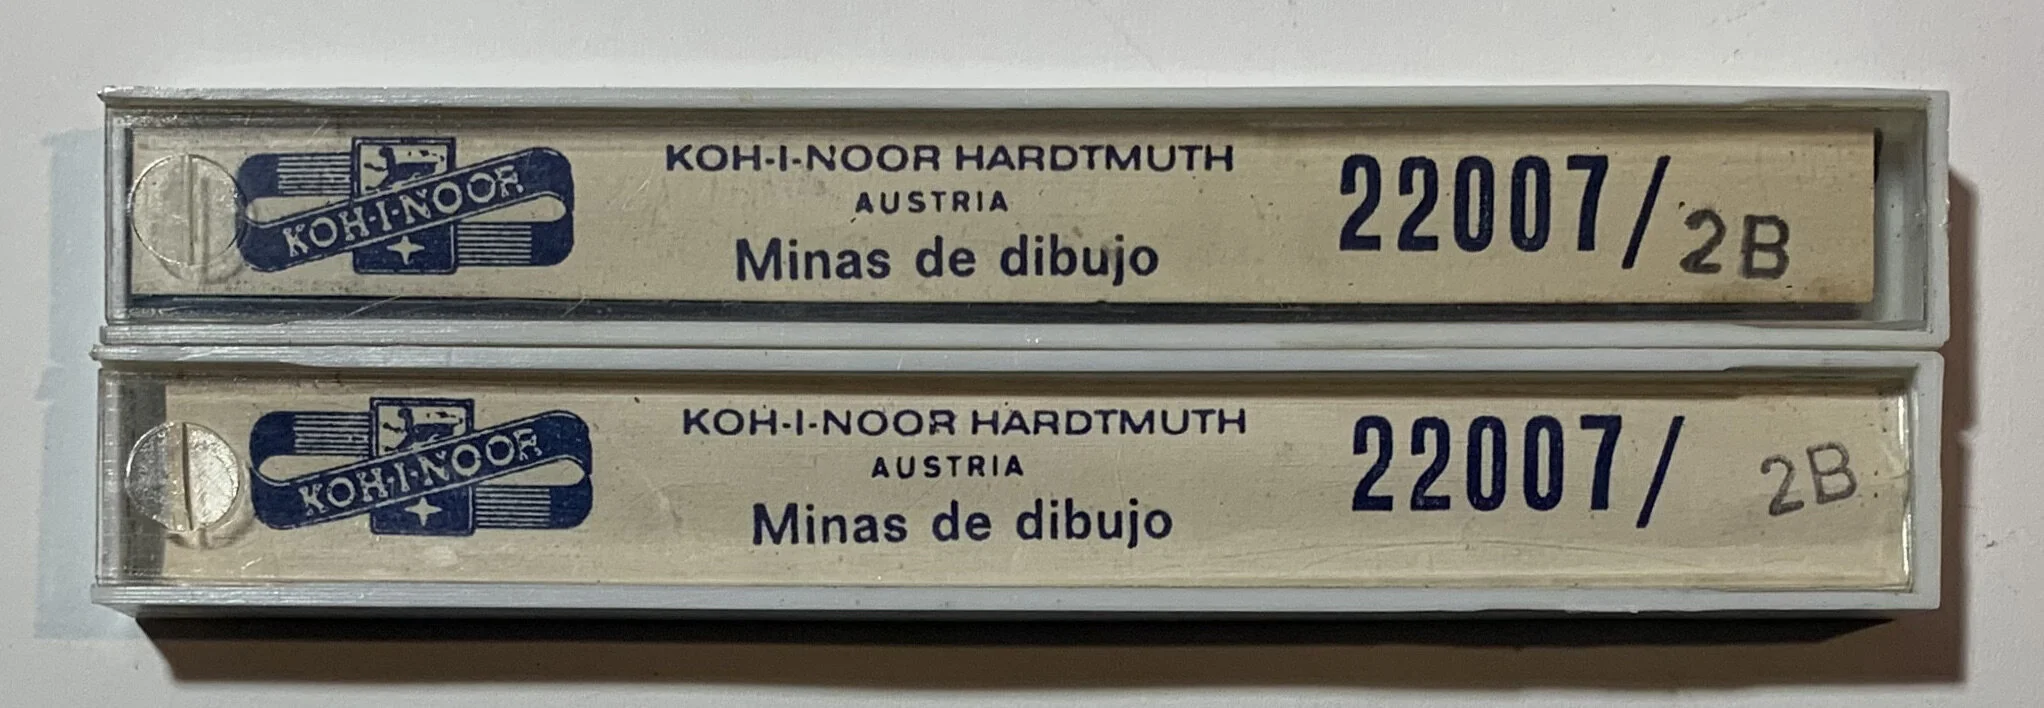 KOH-I-NOOR
KOH-I-NOOR HARDTMUTH
AUSTRIA
Minas de dibujo
22007/ 2B
KOH-I-NOOR
KOH-I-NOOR HARDTMUTH
AUSTRIA
Minas de dibujo
22007/ 2B